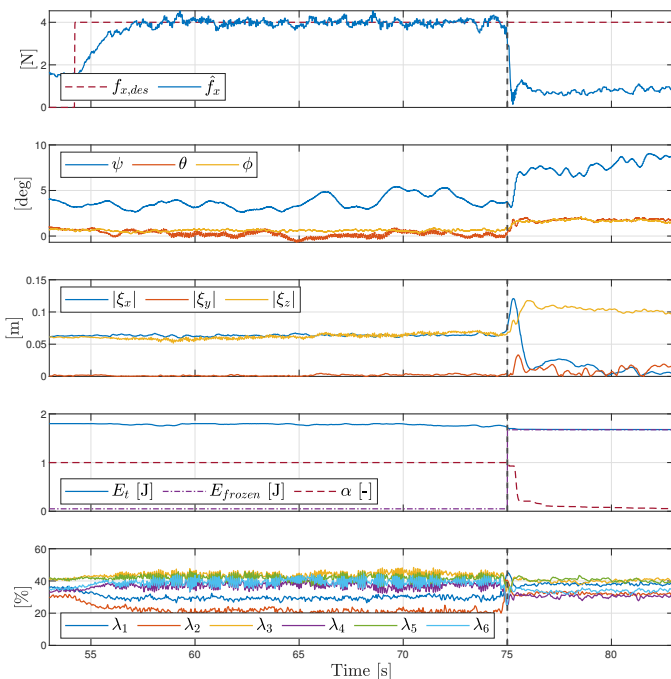 4
2
0
[N]
f_{x,des} \hat{f}_x
10
5
0
[deg]
ψ θ ϕ
0.15
0.1
0.05
0
[m]
|ξ_x| |ξ_y| |ξ_z|
2
1
0
E_t [J] E_{frozen} [J] α [-]
60
40
20
0
[%]
λ_1 λ_2 λ_3 λ_4 λ_5 λ_6
55 60 65 70 75 80
Time [s]